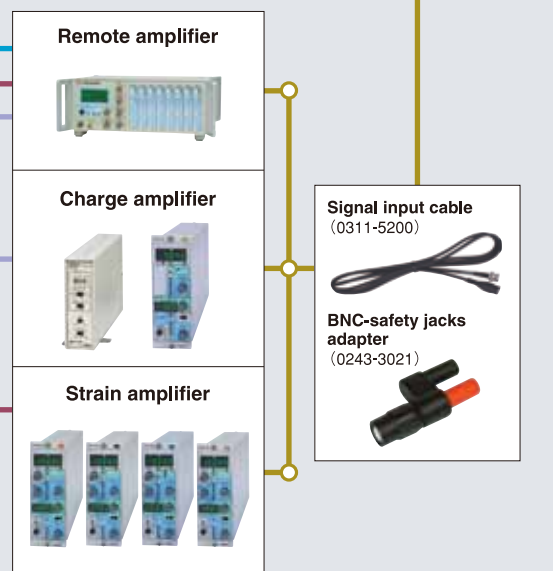 Remote amplifier
Charge amplifier
Strain amplifier
Signal input cable
（0311-5200）
BNC-safety jacks
adapter
（0243-3021）